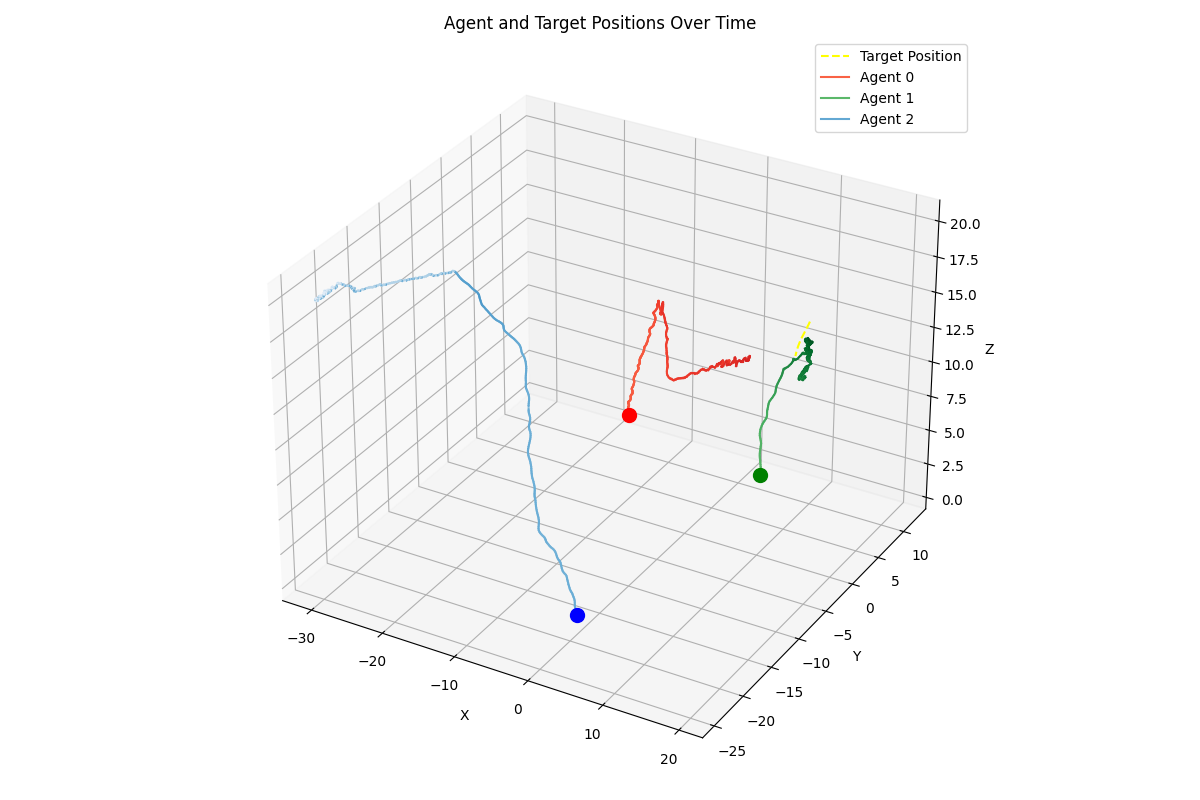 Agent and Target Positions Over Time
Target Position
Agent 0
Agent 1
Agent 2
20.0
17.5
15.0
12.5
10.0
7.5
5.0
2.5
0.0
Z
10
5
0
−5
−10
−15
−20
−25
Y
−30
−20
−10
0
10
20
X